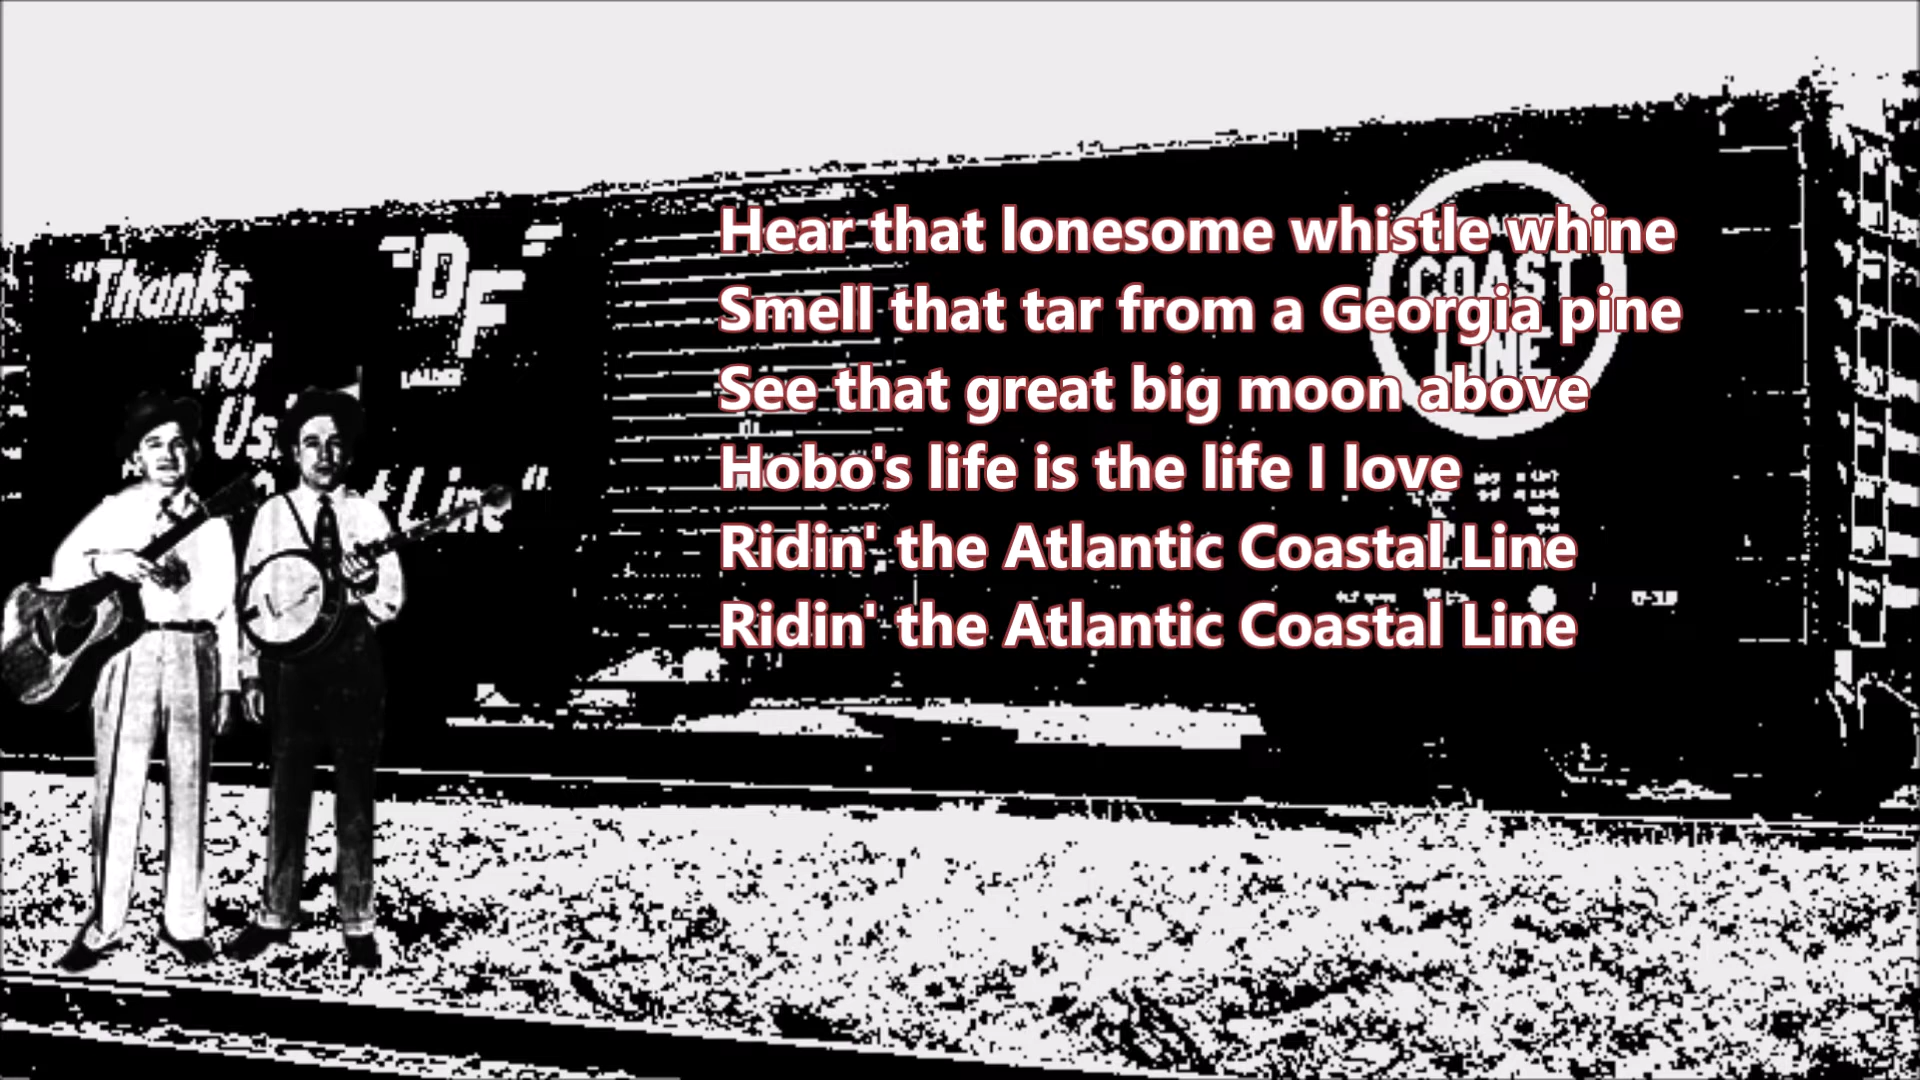 "Thanks
For
Us.
Line"
"DF"
COAST
LINE
Hear that lonesome whistle whine
Smell that tar from a Georgia pine
See that great big moon above
Hobo's life is the life I love
Ridin' the Atlantic Coastal Line
Ridin' the Atlantic Coastal Line